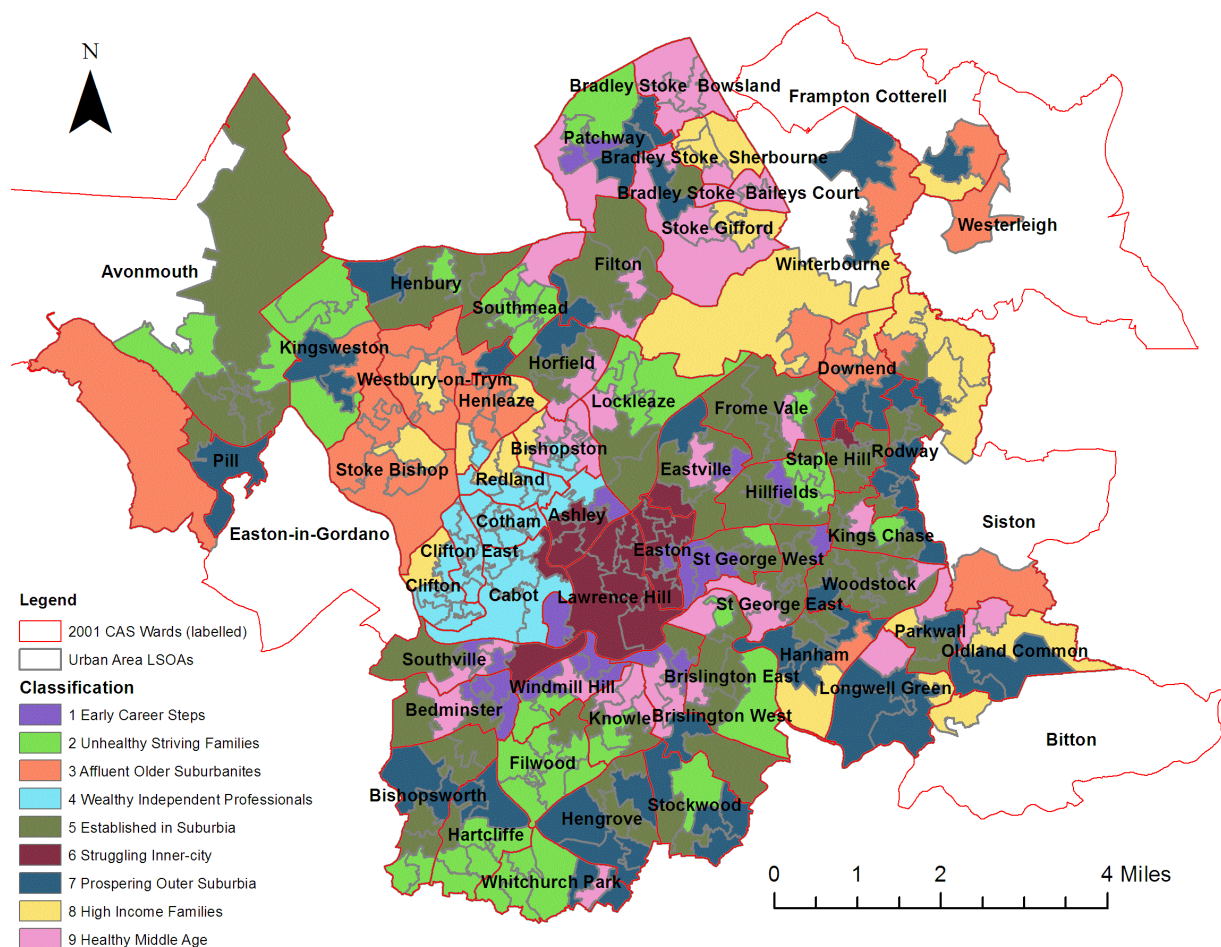 N
Bradley Stoke Bowsland
Frampton Cotterell
Patchway
Bradley Stoke Sherbourne
Bradley Stoke Baileys Court
Stoke Gifford
Westerleigh
Avonmouth
Filton
Winterbourne
Henbury
Southmead
Kingsweston
Horfield
Downend
Westbury-on-Trym
Henleaze
Lockleaze
Frome Vale
Bishopston
Rodway
Pill
Stoke Bishop
Eastville
Staple Hill
Redland
Hillfields
Cotham
Ashley
Siston
Easton-in-Gordano
Kings Chase
Clifton East
Easton
St George West
Clifton
Cabot
Lawrence Hill
Woodstock
St George East
Parkwall
Oldland Common
Southville
Hanham
Brislington East
Windmill Hill
Longwell Green
Bedminster
Knowle
Brislington West
Bitton
Filwood
Bishopsworth
Stockwood
Hengrove
Hartcliffe
Whitchurch Park
Legend
2001 CAS Wards (labelled)
Urban Area LSOAs
Classification
1 Early Career Steps
2 Unhealthy Striving Families
3 Affluent Older Suburbanites
4 Wealthy Independent Professionals
5 Established in Suburbia
6 Struggling Inner-city
7 Prospering Outer Suburbia
8 High Income Families
9 Healthy Middle Age
0 1 2 4 Miles